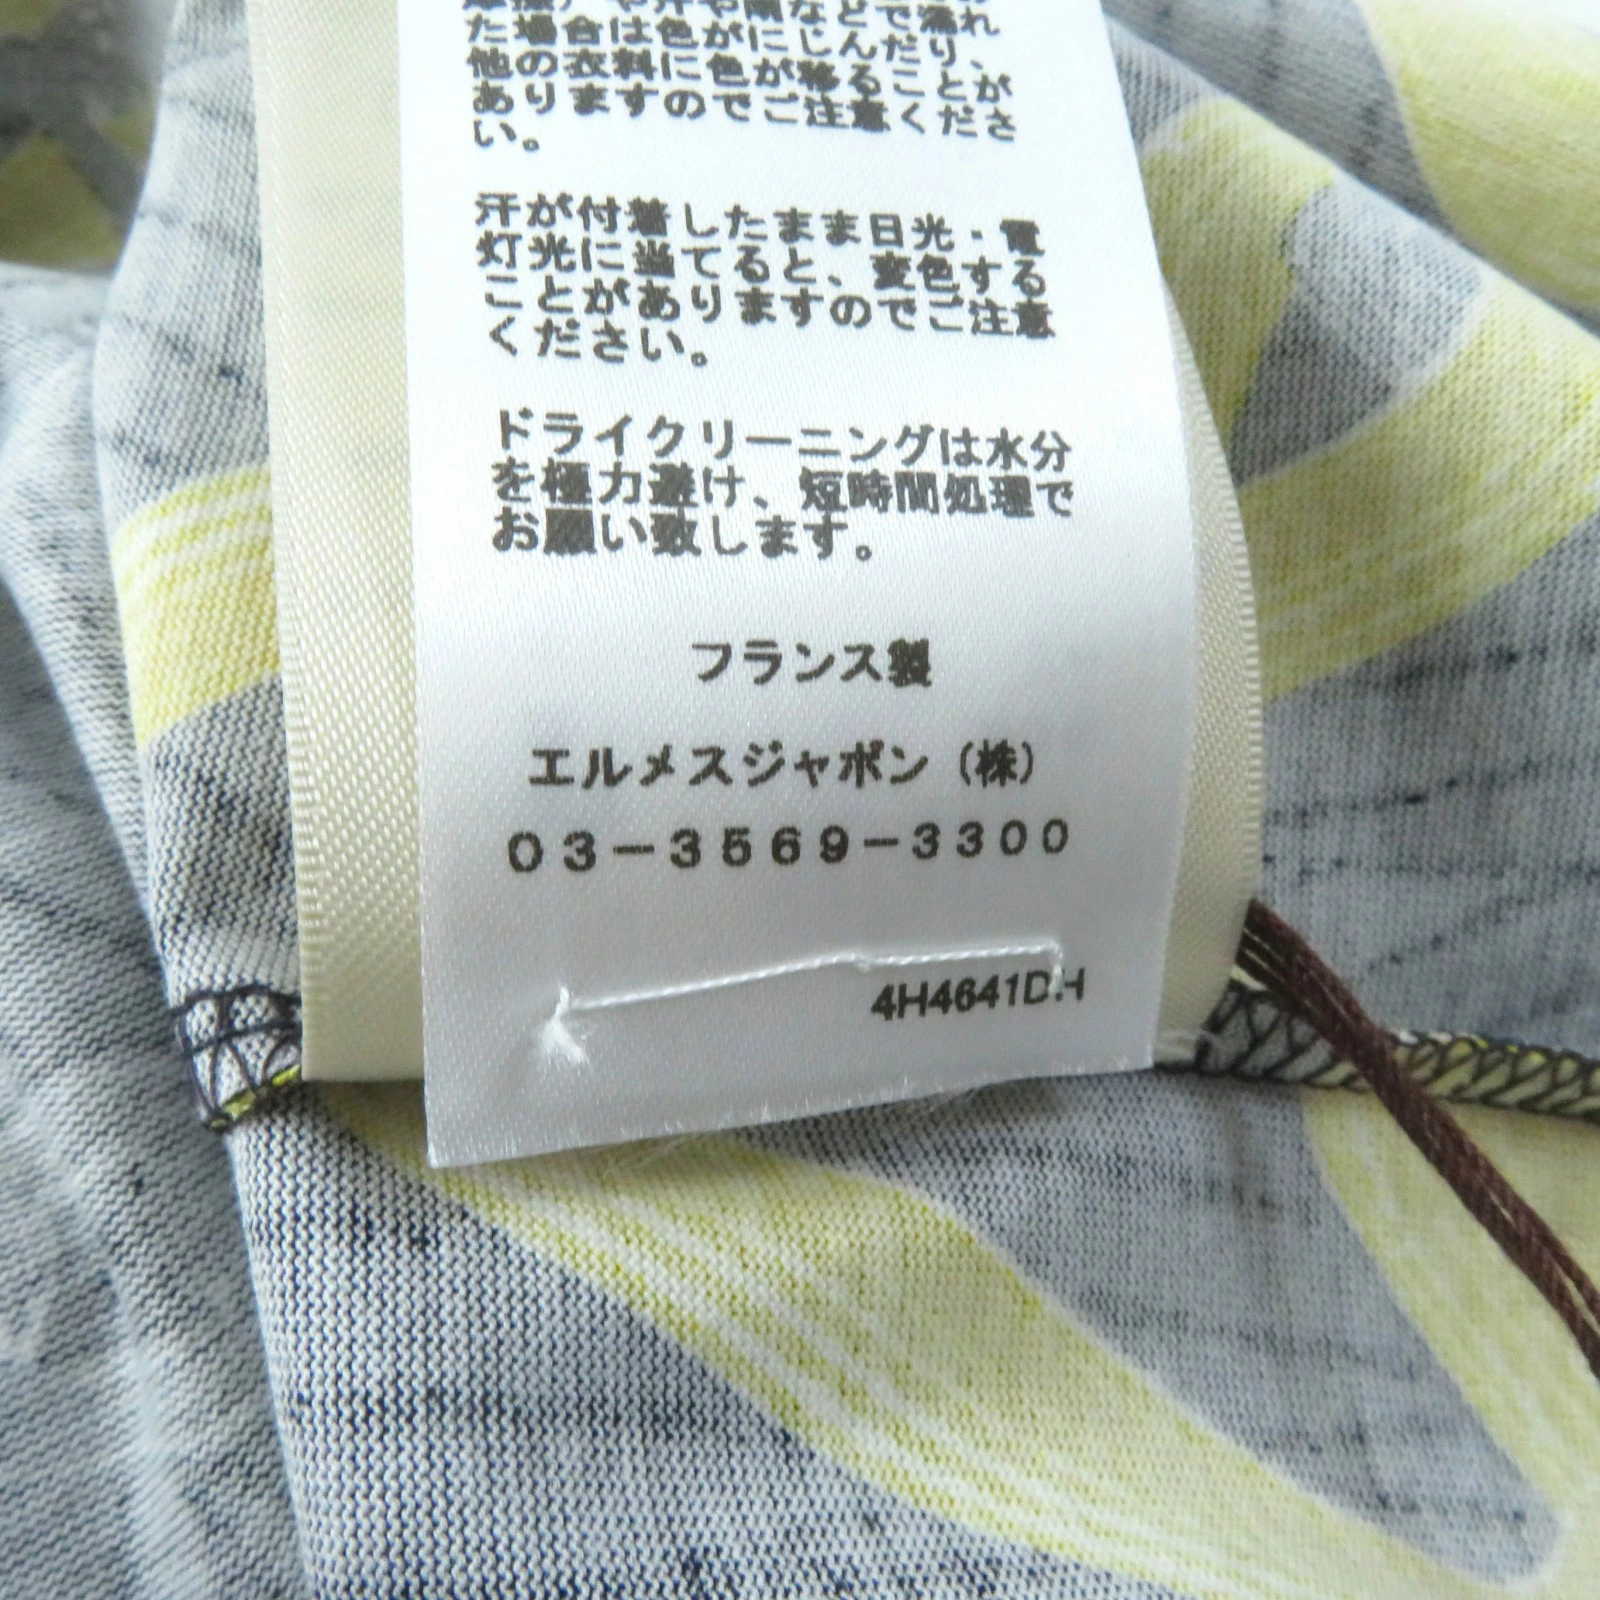 た場合は色がにじんだり、
他の衣料に色が移ることが
ありますのでご注意くださ
い。
汗が付着したまま日光・電
灯光に当てると、変色する
ことがありますのでご注意
ください。
ドライクリーニングは水分
を極力避け、短時間処理で
お願い致します。
フランス製
エルメスジャポン（株）
03-3569-3300